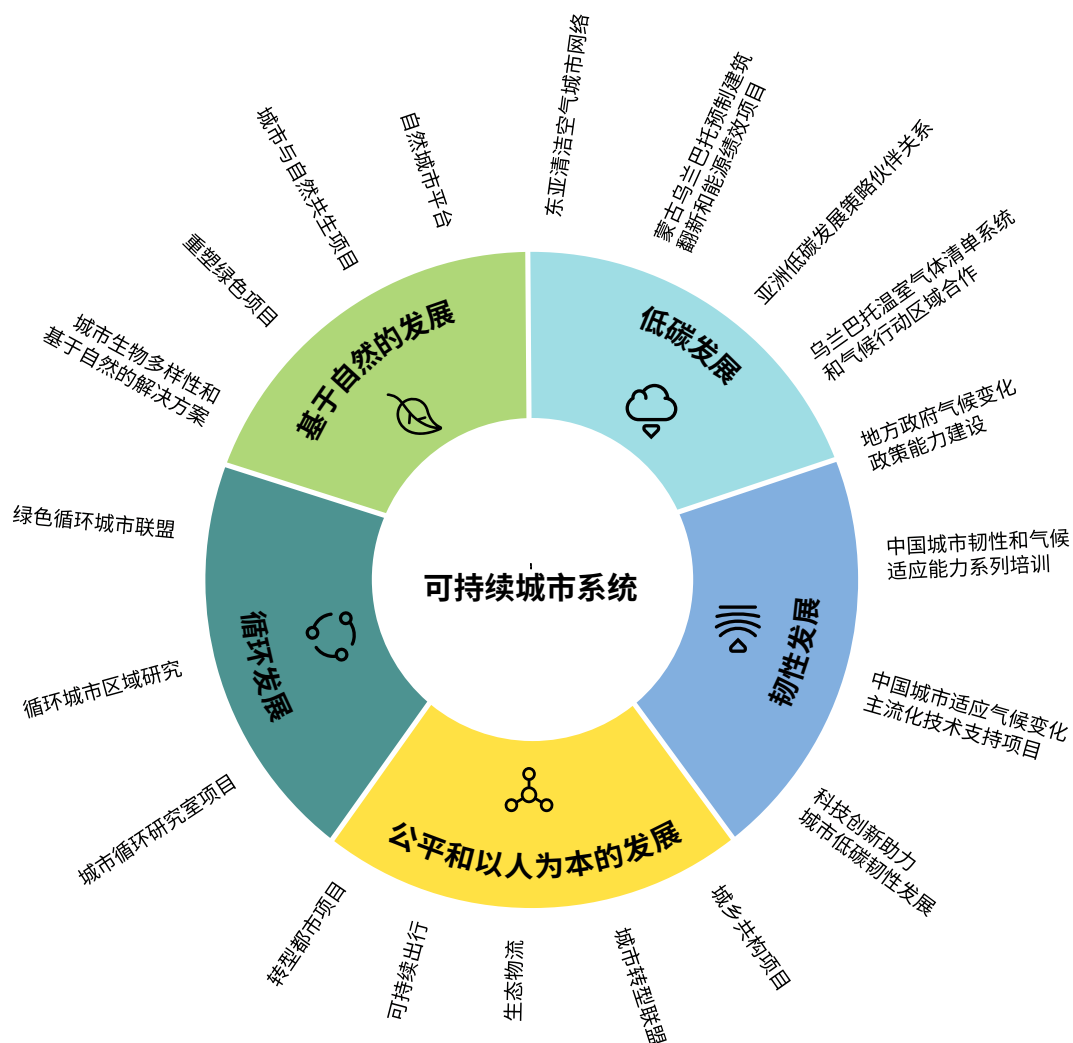 东亚清洁空气城市网络
蒙古乌兰巴托预制建筑
翻新和能源绩效项目
亚洲低碳发展策略伙伴关系
乌兰巴托温室气体清单系统
和气候行动区域合作
地方政府气候变化
政策能力建设
中国城市韧性和气候
适应能力系列培训
中国城市适应气候变化
主流化技术支持项目
科技创新助力
城市低碳韧性发展
城乡共构项目
城市转型联盟
生态物流
可持续出行
转型都市项目
城市循环研究室项目
循环城市区域研究
绿色循环城市联盟
城市生物多样性和
基于自然的解决方案
重塑绿色项目
城市与自然共生项目
自然城市平台
低碳发展
韧性发展
公平和以人为本的发展
循环发展
基于自然的发展
可持续城市系统